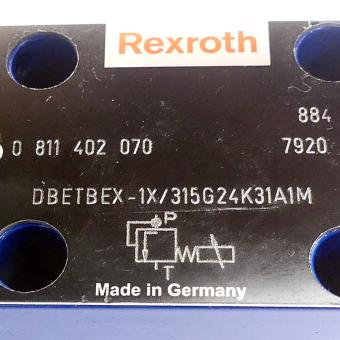 Rexroth
884
0 811 402 070 7920
DBETBEX-1X/315G24K31A1M
P
T
Made in Germany